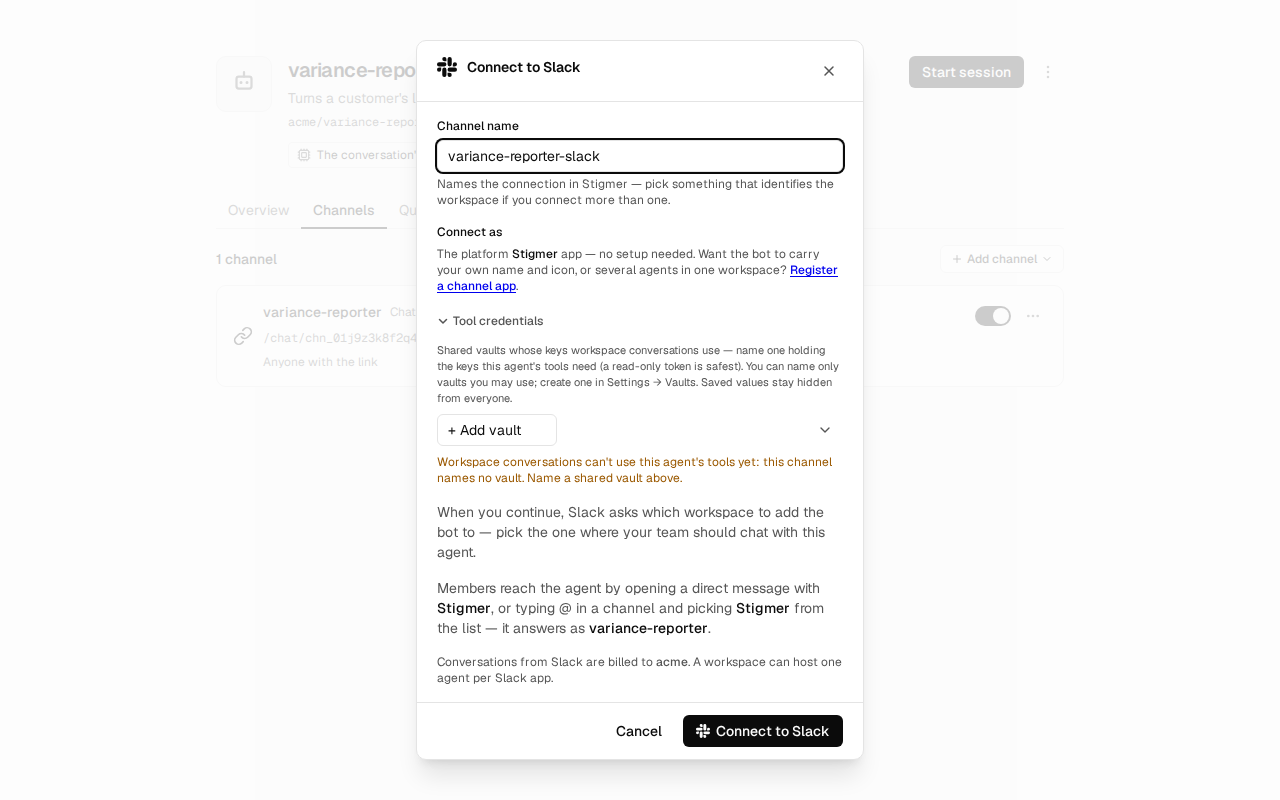 Connect to Slack
variance-repo
Start session
Turns a customer's l
acme/variance-repo
The conversation'
Overview
Channels
Qu
1 channel
Add channel
variance-reporter
Chat
/chat/chn_01j9z3k8f2q4
Anyone with the link
Channel name
variance-reporter-slack
Names the connection in Stigmer — pick something that identifies the
workspace if you connect more than one.
Connect as
The platform Stigmer app — no setup needed. Want the bot to carry
your own name and icon, or several agents in one workspace? Register
a channel app.
Tool credentials
Shared vaults whose keys workspace conversations use — name one holding
the keys this agent's tools need (a read-only token is safest). You can name only
vaults you may use; create one in Settings → Vaults. Saved values stay hidden
from everyone.
+ Add vault
Workspace conversations can't use this agent's tools yet: this channel
names no vault. Name a shared vault above.
When you continue, Slack asks which workspace to add the
bot to — pick the one where your team should chat with this
agent.
Members reach the agent by opening a direct message with
Stigmer, or typing @ in a channel and picking Stigmer from
the list — it answers as variance-reporter.
Conversations from Slack are billed to acme. A workspace can host one
agent per Slack app.
Cancel
Connect to Slack